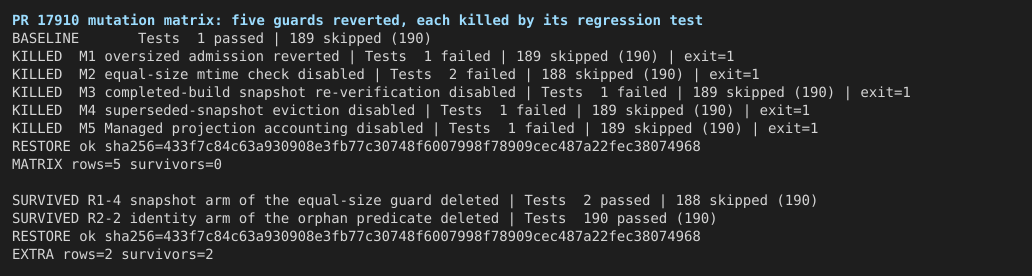 PR 17910 mutation matrix: five guards reverted, each killed by its regression test
BASELINE       Tests  1 passed | 189 skipped (190)
KILLED  M1 oversized admission reverted | Tests  1 failed | 189 skipped (190) | exit=1
KILLED  M2 equal-size mtime check disabled | Tests  2 failed | 188 skipped (190) | exit=1
KILLED  M3 completed-build snapshot re-verification disabled | Tests  1 failed | 189 skipped (190) | exit=1
KILLED  M4 superseded-snapshot eviction disabled | Tests  1 failed | 189 skipped (190) | exit=1
KILLED  M5 Managed projection accounting disabled | Tests  1 failed | 189 skipped (190) | exit=1
RESTORE ok sha256=433f7c84c63a930908e3fb77c30748f6007998f78909cec487a22fec38074968
MATRIX rows=5 survivors=0

SURVIVED R1-4 snapshot arm of the equal-size guard deleted | Tests  2 passed | 188 skipped (190)
SURVIVED R2-2 identity arm of the orphan predicate deleted | Tests  190 passed (190)
RESTORE ok sha256=433f7c84c63a930908e3fb77c30748f6007998f78909cec487a22fec38074968
EXTRA rows=2 survivors=2